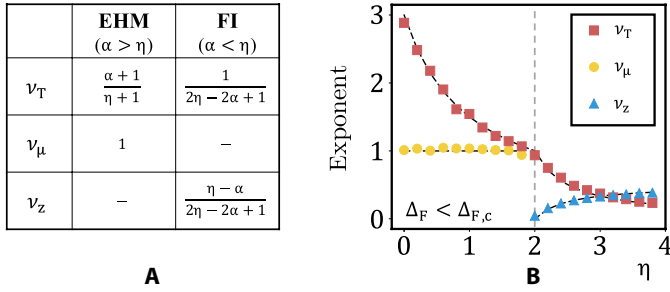 EHM FI
(α > η) (α < η)
ν_T (α + 1)/(η + 1) 1/(2η − 2α + 1)
ν_μ 1 −
ν_z − (η − α)/(2η − 2α + 1)
A
3
2
1
0
Exponent
ν_T
ν_μ
ν_z
Δ_F < Δ_F,c
0 1 2 3 4
η
B